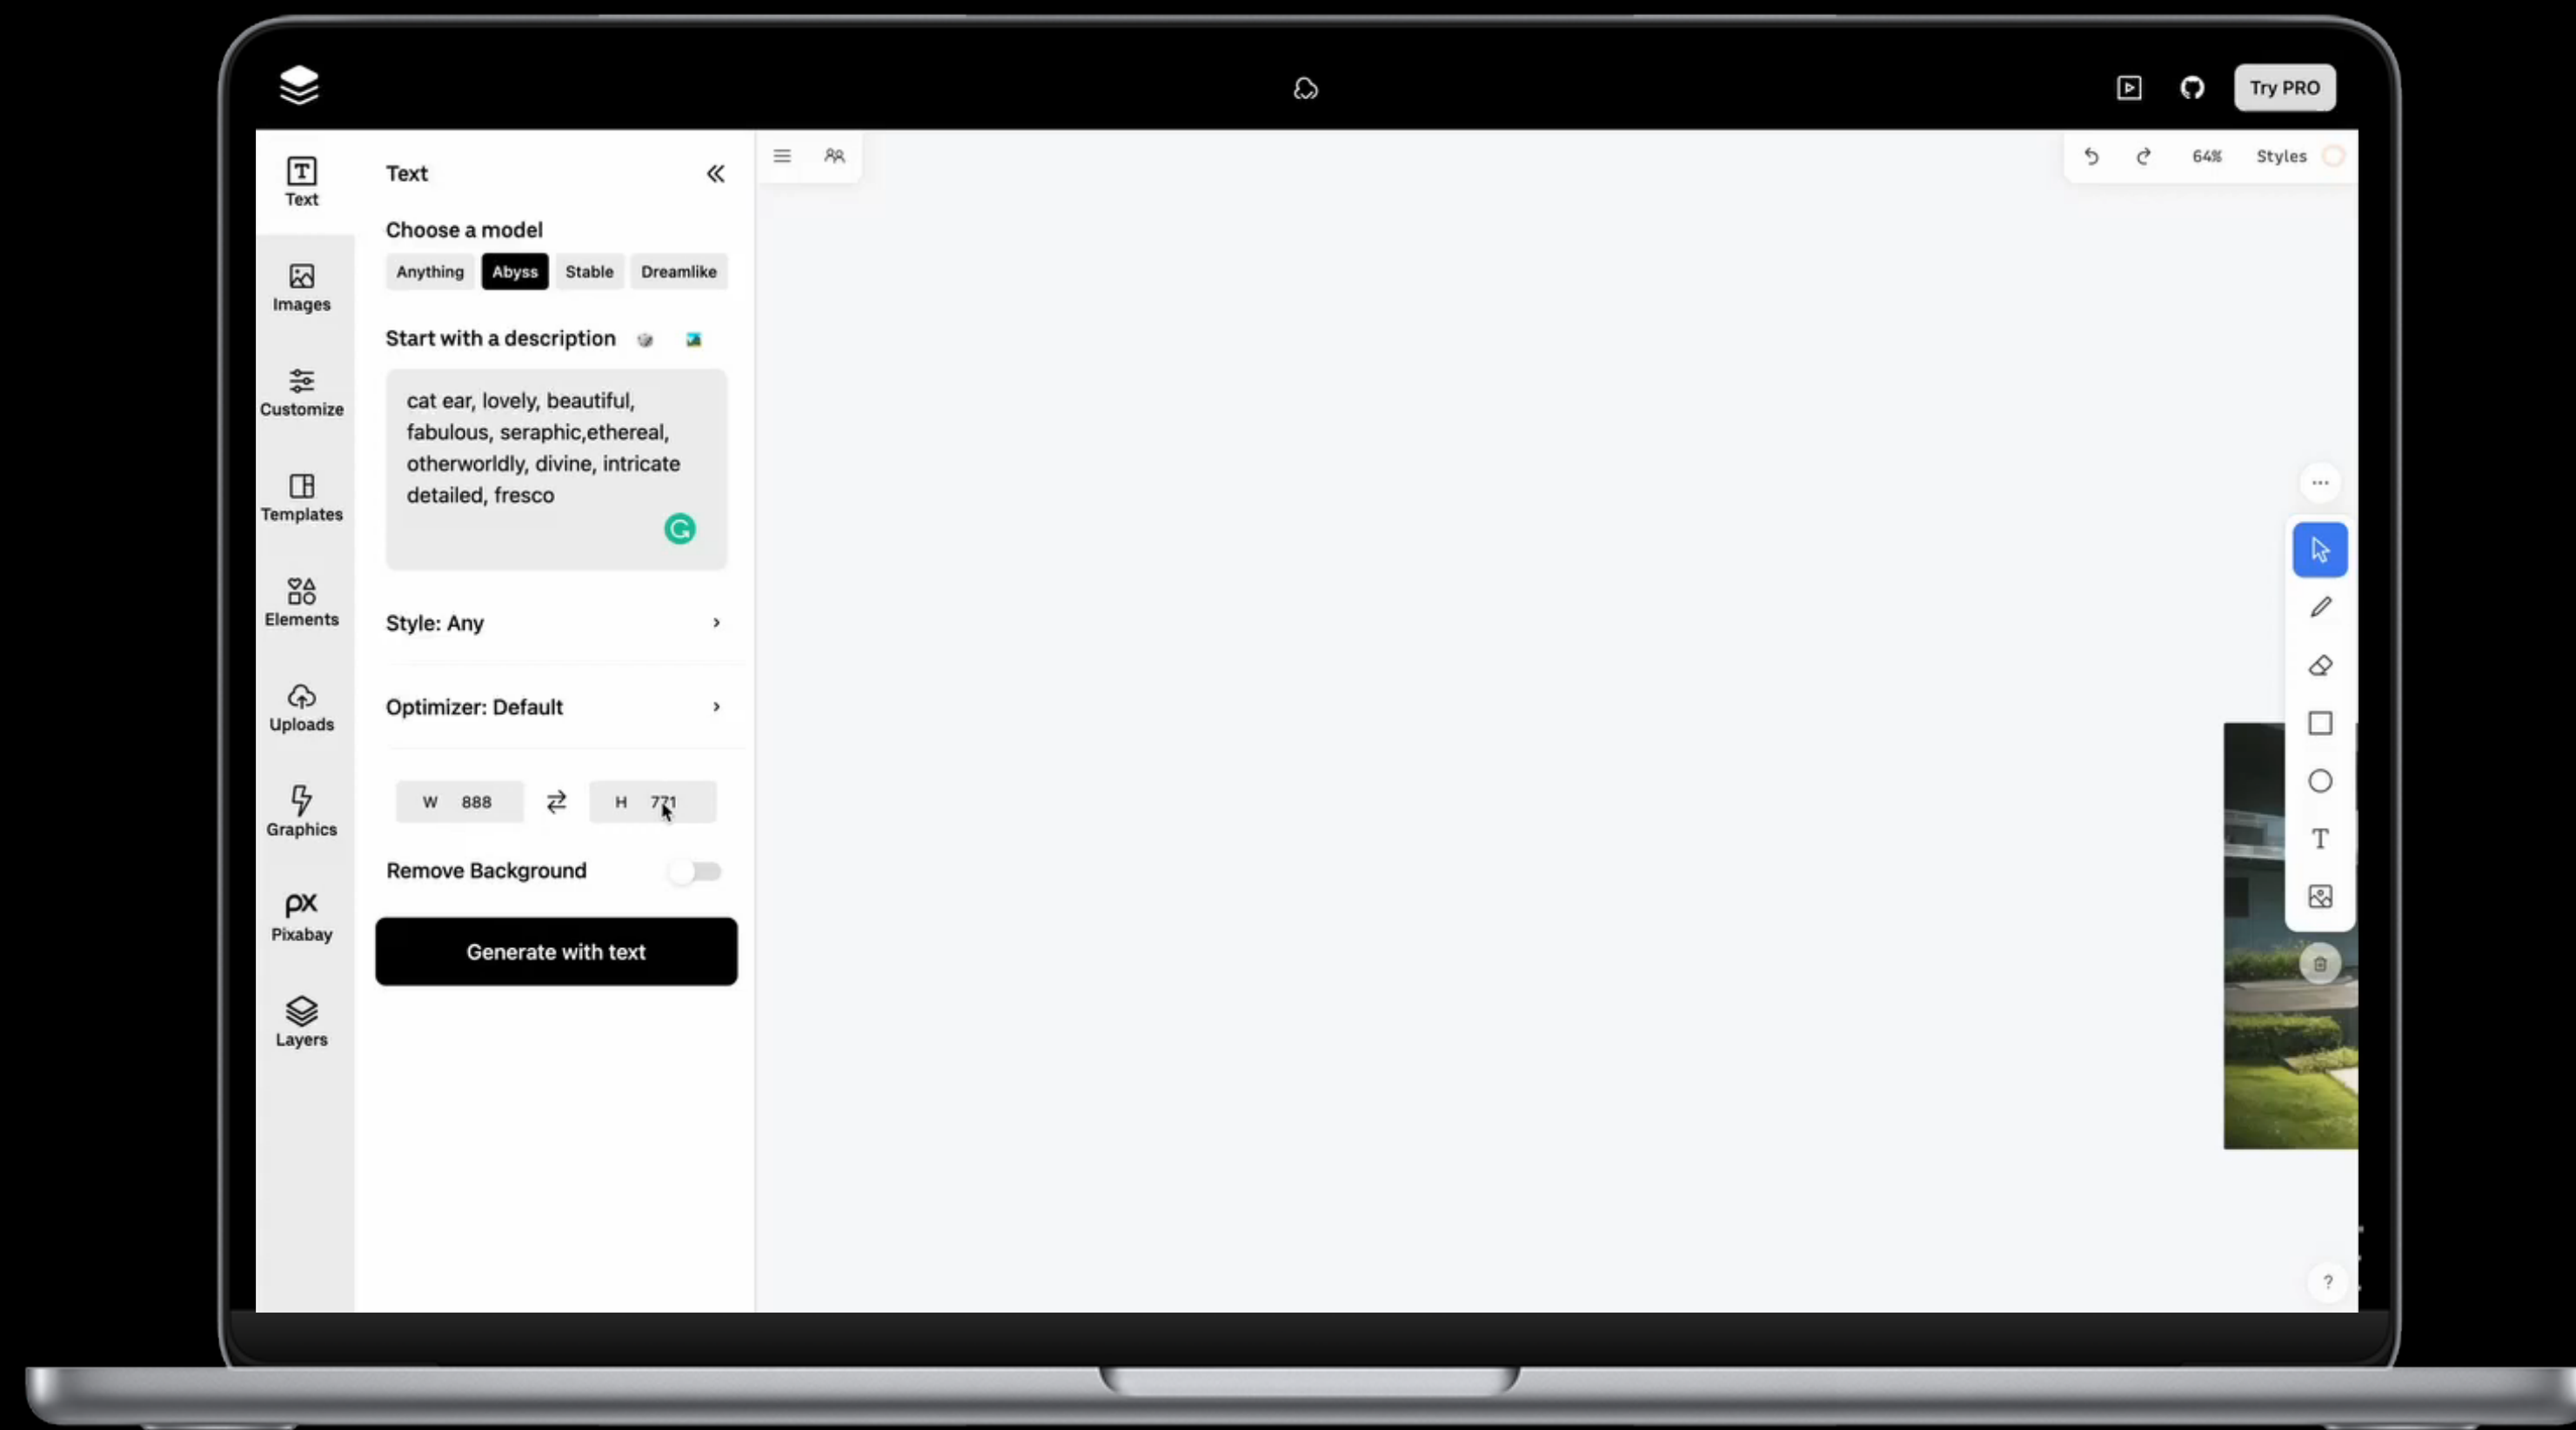 Try PRO
Text
Images
Customize
Templates
Elements
Uploads
Graphics
px
Pixabay
Layers
Text
Choose a model
Anything Abyss Stable Dreamlike
Start with a description
cat ear, lovely, beautiful,
fabulous, seraphic,ethereal,
otherworldly, divine, intricate
detailed, fresco
Style: Any
Optimizer: Default
W 888 H 771
Remove Background
Generate with text
64% Styles
T
?